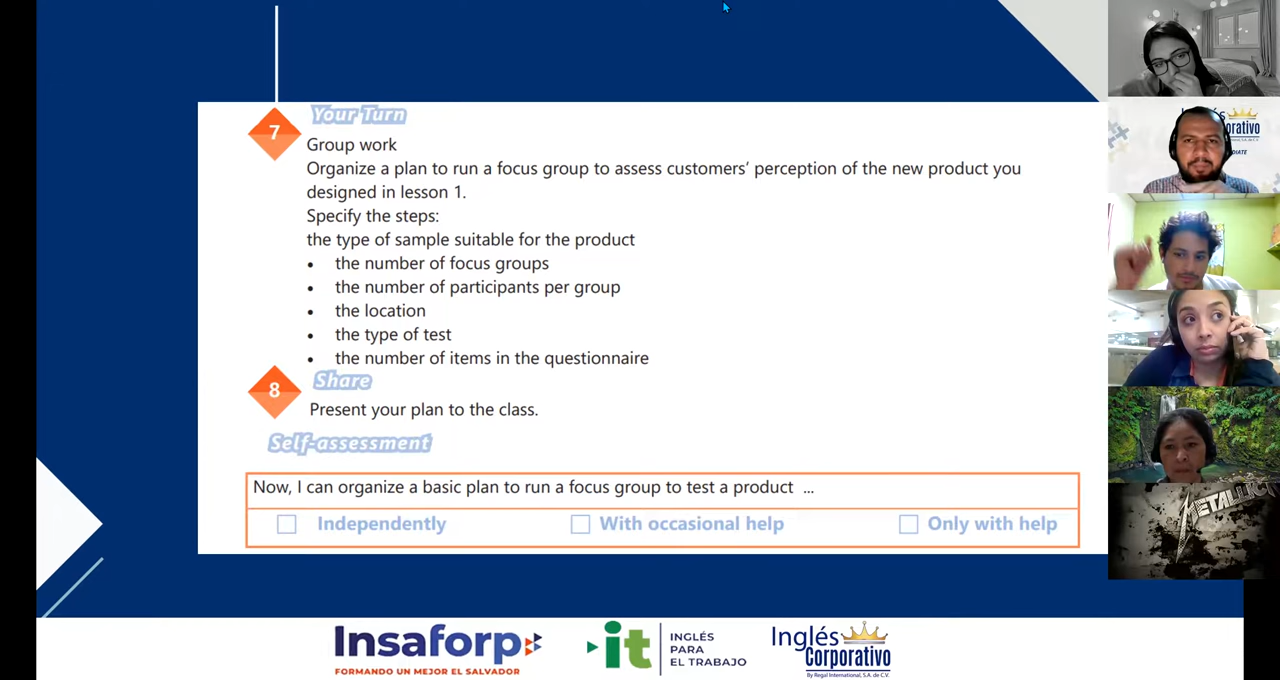 7
Your Turn
Group work
Organize a plan to run a focus group to assess customers' perception of the new product you
designed in lesson 1.
Specify the steps:
the type of sample suitable for the product
• the number of focus groups
• the number of participants per group
• the location
• the type of test
• the number of items in the questionnaire
8
Share
Present your plan to the class.
Self-assessment
Now, I can organize a basic plan to run a focus group to test a product ...
Independently
With occasional help
Only with help
Insaforp
FORMANDO UN MEJOR EL SALVADOR
it
INGLÉS
PARA
EL TRABAJO
Inglés
Corporativo
By Regal International, S.A. de C.V.
METALLIC